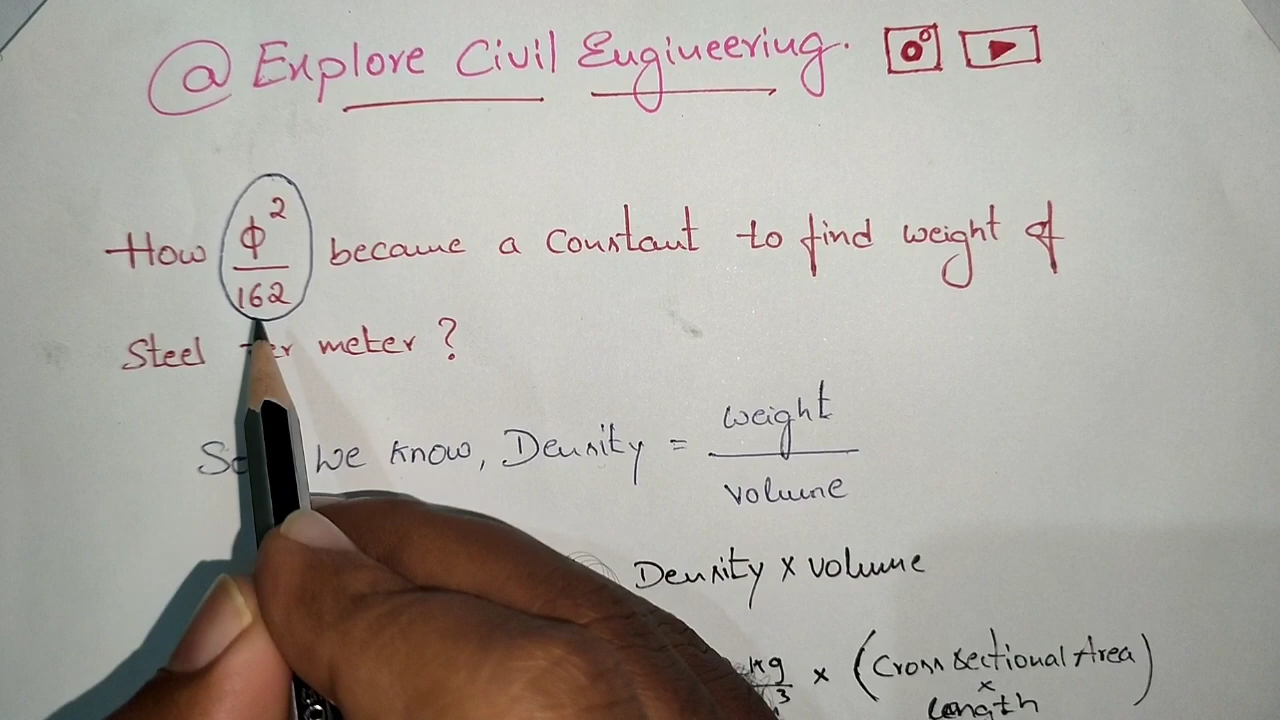 @ Explore Civil Engineering.
How ϕ²/162 became a constant to find weight of
Steel per meter ?
we know, Density = weight/volume
Density x volume
kg x (Cross sectional Area x Length)